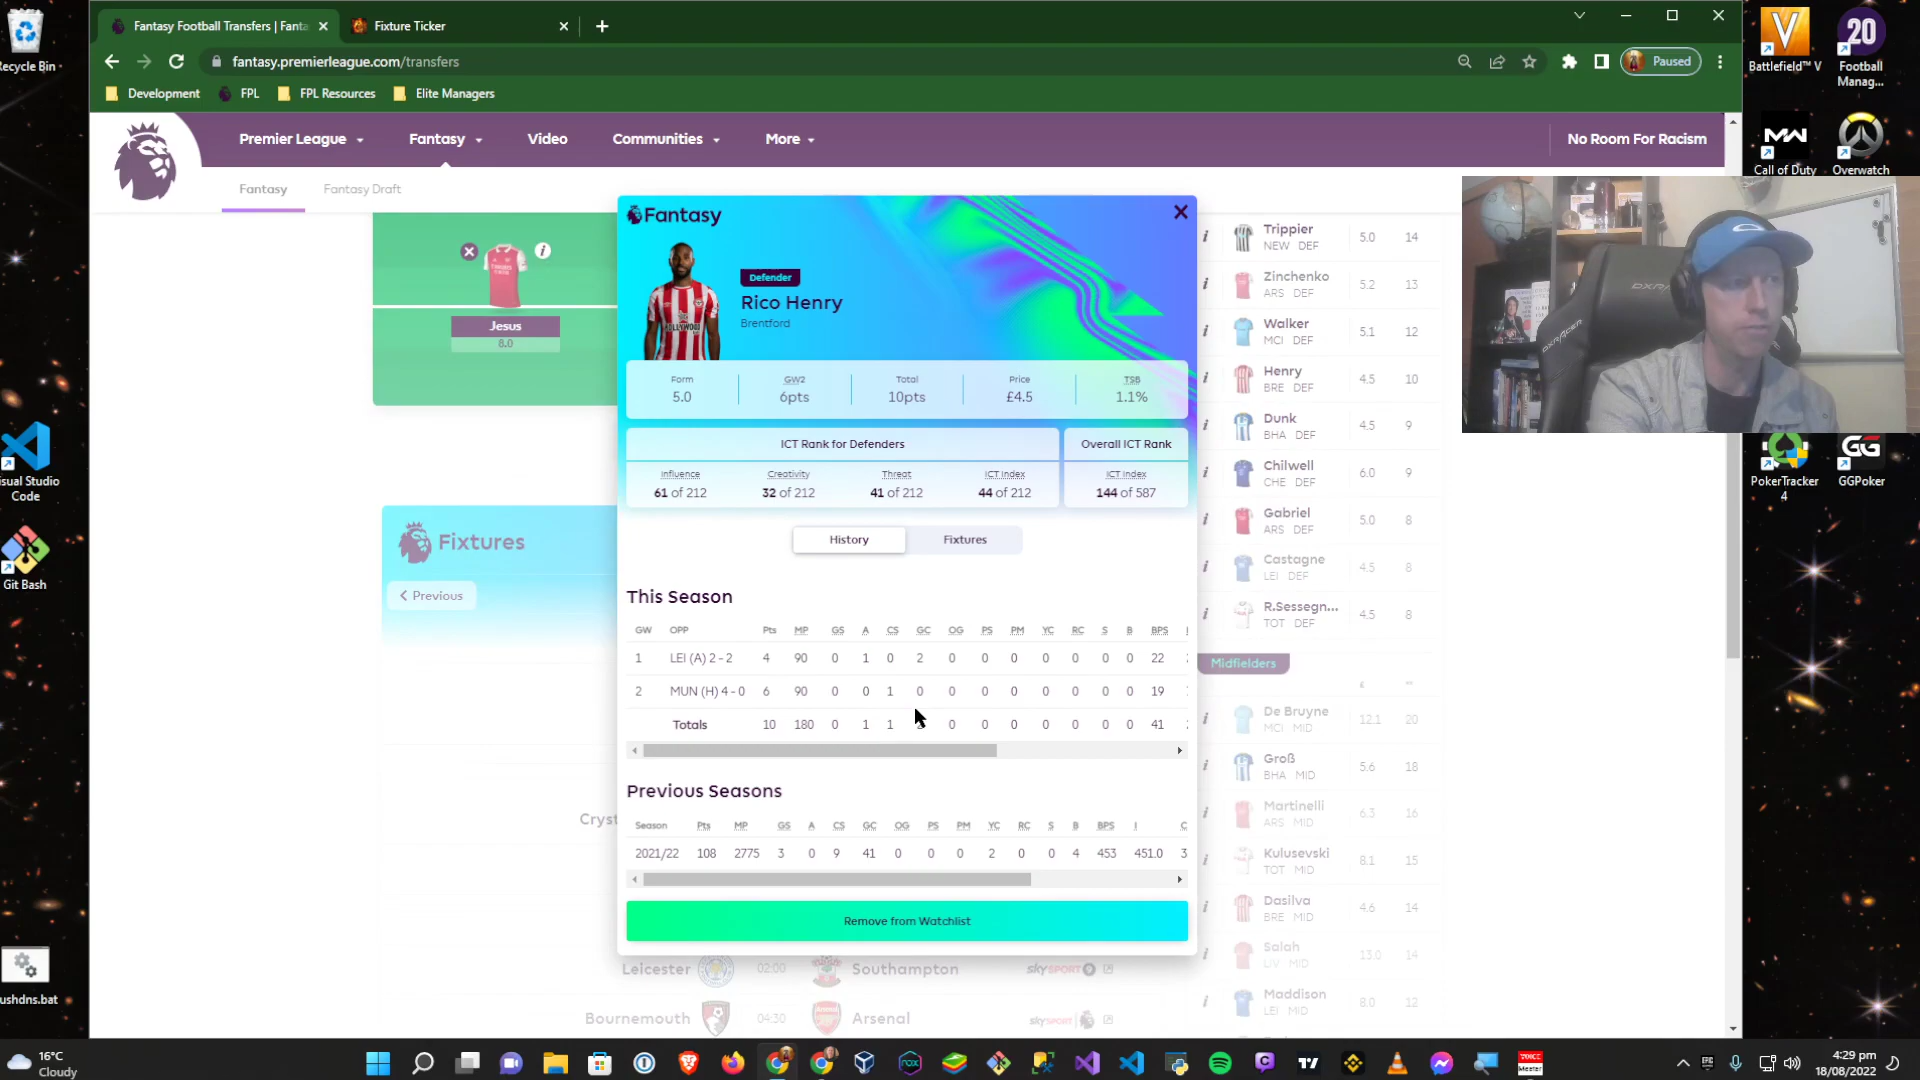 Recycle Bin
Fantasy Football Transfers | Fanta
Fixture Ticker
fantasy.premierleague.com/transfers
Paused
Development
FPL
FPL Resources
Elite Managers
Battlefield™ V
Football Manag...
Call of Duty
Overwatch
Premier League
Fantasy
Video
Communities
More
No Room For Racism
Fantasy
Fantasy Draft
Jesus
8.0
Fantasy
Defender
Rico Henry
Brentford
Form
GW2
Total
Price
TSB
5.0
6pts
10pts
£4.5
1.1%
ICT Rank for Defenders
Overall ICT Rank
Influence
Creativity
Threat
ICT Index
ICT Index
61 of 212
32 of 212
41 of 212
44 of 212
144 of 587
History
Fixtures
This Season
GW OPP Pts MP GS A CS GC OG PS PM YC RC S B BPS
1 LEI (A) 2 - 2 4 90 0 1 0 2 0 0 0 0 0 0 0 22
2 MUN (H) 4 - 0 6 90 0 0 1 0 0 0 0 0 0 0 0 19
Totals 10 180 0 1 1 0 0 0 0 0 0 0 41
Previous Seasons
Season Pts MP GS A CS GC OG PS PM YC RC S B BPS I C
2021/22 108 2775 3 0 9 41 0 0 0 2 0 0 4 453 451.0 3
Remove from Watchlist
Fixtures
Previous
Cryst
Leicester 02:00 Southampton
sky sport
Bournemouth 04:30 Arsenal
sky sport
Trippier 5.0 14
NEW DEF
Zinchenko 5.2 13
ARS DEF
Walker 5.1 12
MCI DEF
Henry 4.5 10
BRE DEF
Dunk 4.5 9
BHA DEF
Chilwell 6.0 9
CHE DEF
Gabriel 5.0 8
ARS DEF
Castagne 4.5 8
LEI DEF
R.Sessegn... 4.5 8
TOT DEF
Midfielders
£
De Bruyne 12.1 20
MCI MID
Groß 5.6 18
BHA MID
Martinelli 6.3 16
ARS MID
Kulusevski 8.1 15
TOT MID
Dasilva 4.6 14
BRE MID
Salah 13.0 14
LIV MID
Maddison 8.0 12
LEI MID
PokerTracker 4
GGPoker
Visual Studio Code
Git Bash
ushdns.bat
16°C
Cloudy
4:29 pm
18/08/2022